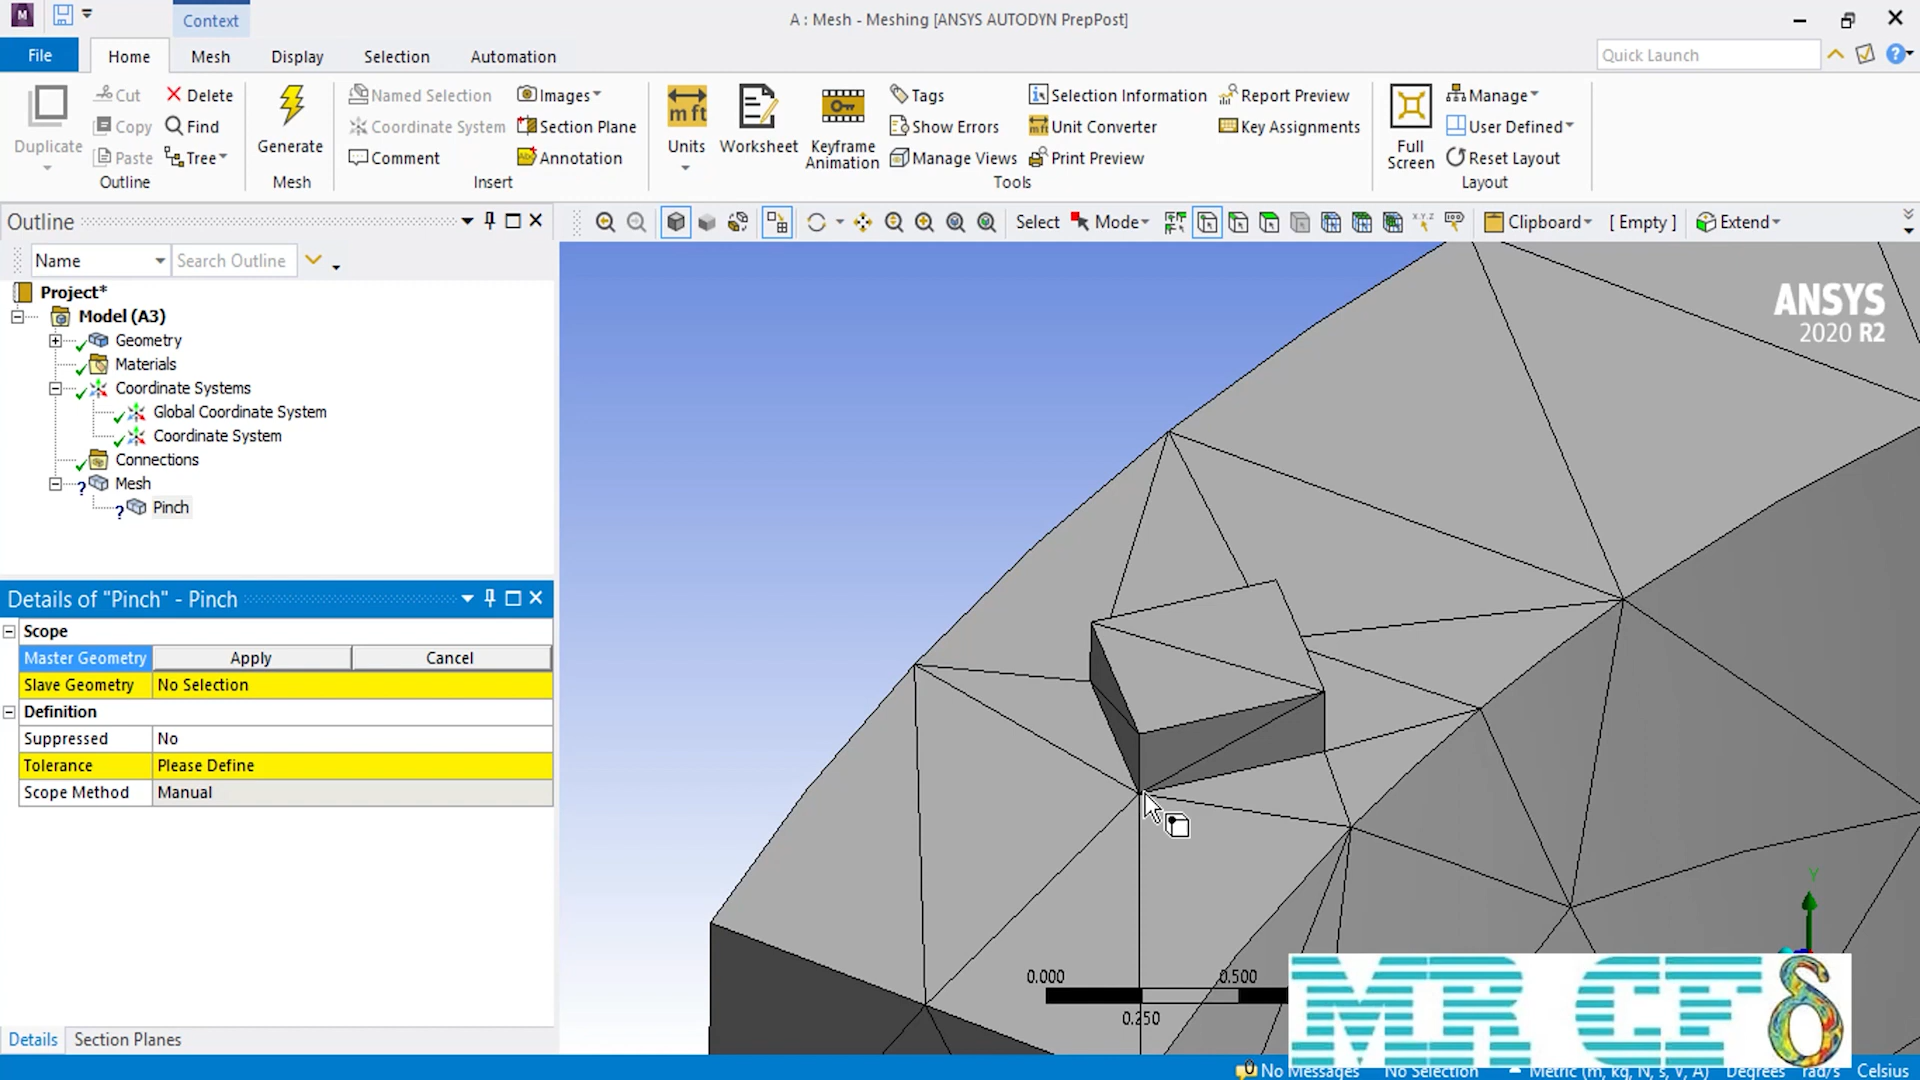 M
Context
A : Mesh - Meshing [ANSYS AUTODYN PrepPost]
File
Home
Mesh
Display
Selection
Automation
Quick Launch
Duplicate
Cut
Copy
Paste
Delete
Find
Tree
Outline
Generate
Mesh
Named Selection
Coordinate System
Comment
Images
Section Plane
Annotation
Insert
mft
Units
Worksheet
Keyframe
Animation
Tags
Show Errors
Manage Views
Selection Information
Unit Converter
Print Preview
Report Preview
Key Assignments
Tools
Full
Screen
Manage
User Defined
Reset Layout
Layout
Outline
Select
Mode
Clipboard
[ Empty ]
Extend
Name
Search Outline
Project*
Model (A3)
Geometry
Materials
Coordinate Systems
Global Coordinate System
Coordinate System
Connections
Mesh
Pinch
ANSYS
2020 R2
Details of "Pinch" - Pinch
Scope
Master Geometry
Apply
Cancel
Slave Geometry
No Selection
Definition
Suppressed
No
Tolerance
Please Define
Scope Method
Manual
Y
0.000
0.500
0.250
MR CFδ
Details
Section Planes
No Messages
No Selection
Metric (m, kg, N, s, V, A)
Degrees
rad/s
Celsius